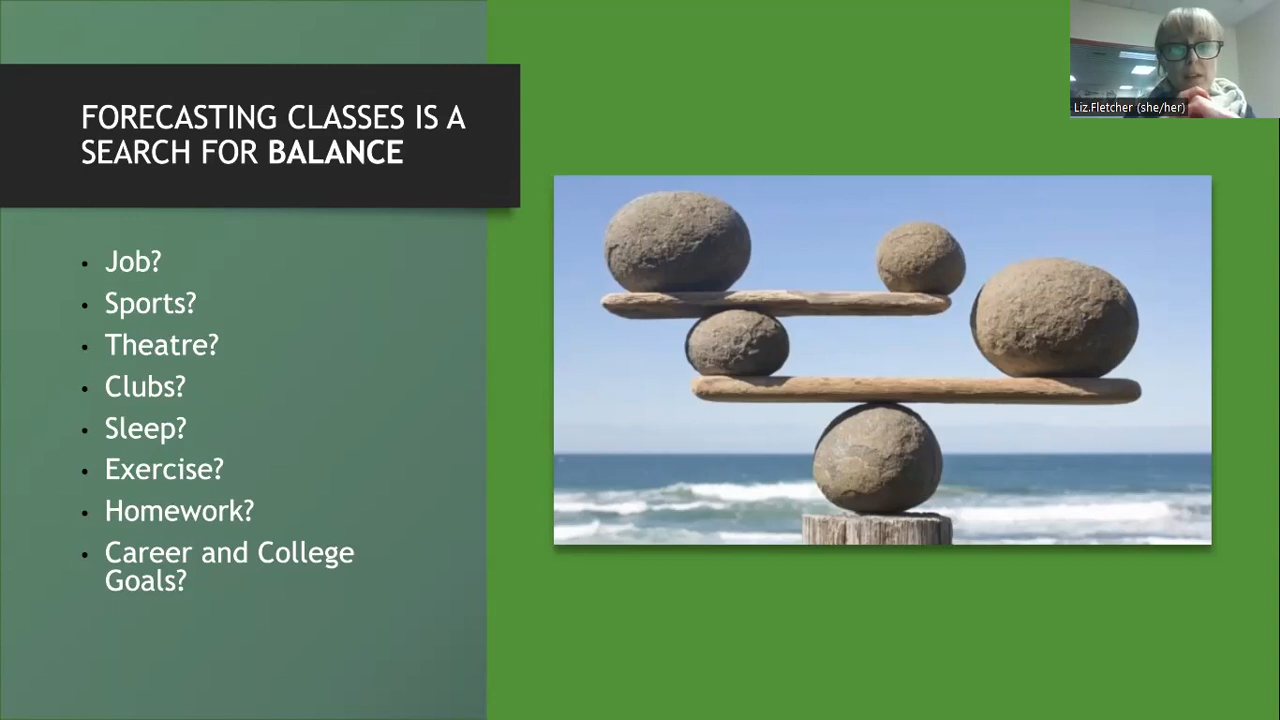 FORECASTING CLASSES IS A
SEARCH FOR BALANCE
Liz.Fletcher (she/her)
• Job?
• Sports?
• Theatre?
• Clubs?
• Sleep?
• Exercise?
• Homework?
• Career and College
Goals?